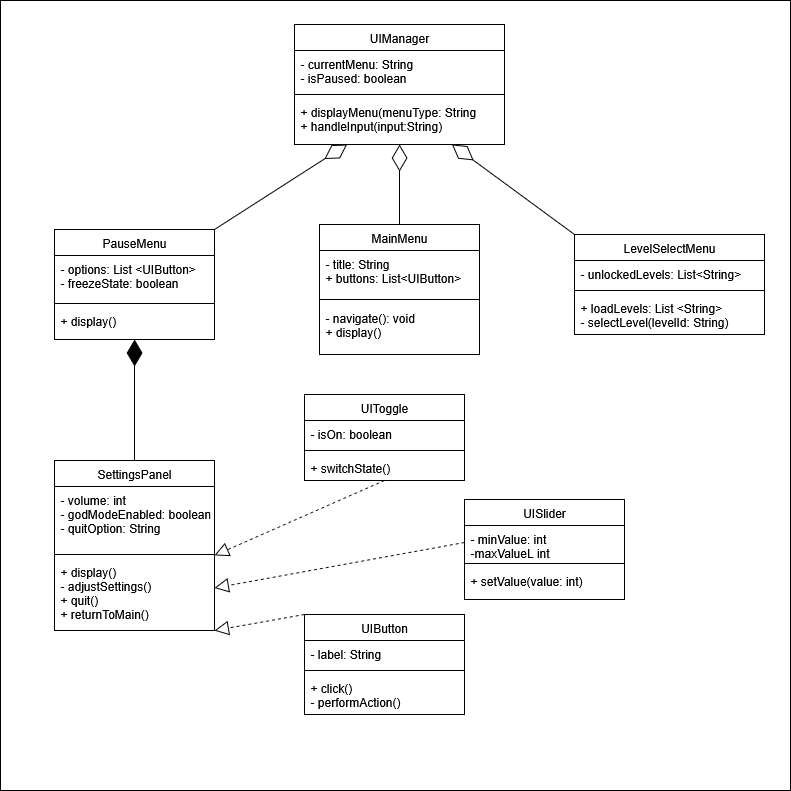 UIManager
- currentMenu: String
- isPaused: boolean
+ displayMenu(menuType: String
+ handleInput(input:String)
PauseMenu
- options: List <UIButton>
- freezeState: boolean
+ display()
MainMenu
- title: String
+ buttons: List<UIButton>
- navigate(): void
+ display()
LevelSelectMenu
- unlockedLevels: List<String>
+ loadLevels: List <String>
- selectLevel(levelId: String)
UIToggle
- isOn: boolean
+ switchState()
SettingsPanel
- volume: int
- godModeEnabled: boolean
- quitOption: String
+ display()
- adjustSettings()
+ quit()
+ returnToMain()
UISlider
- minValue: int
-maxValueL int
+ setValue(value: int)
UIButton
- label: String
+ click()
- performAction()